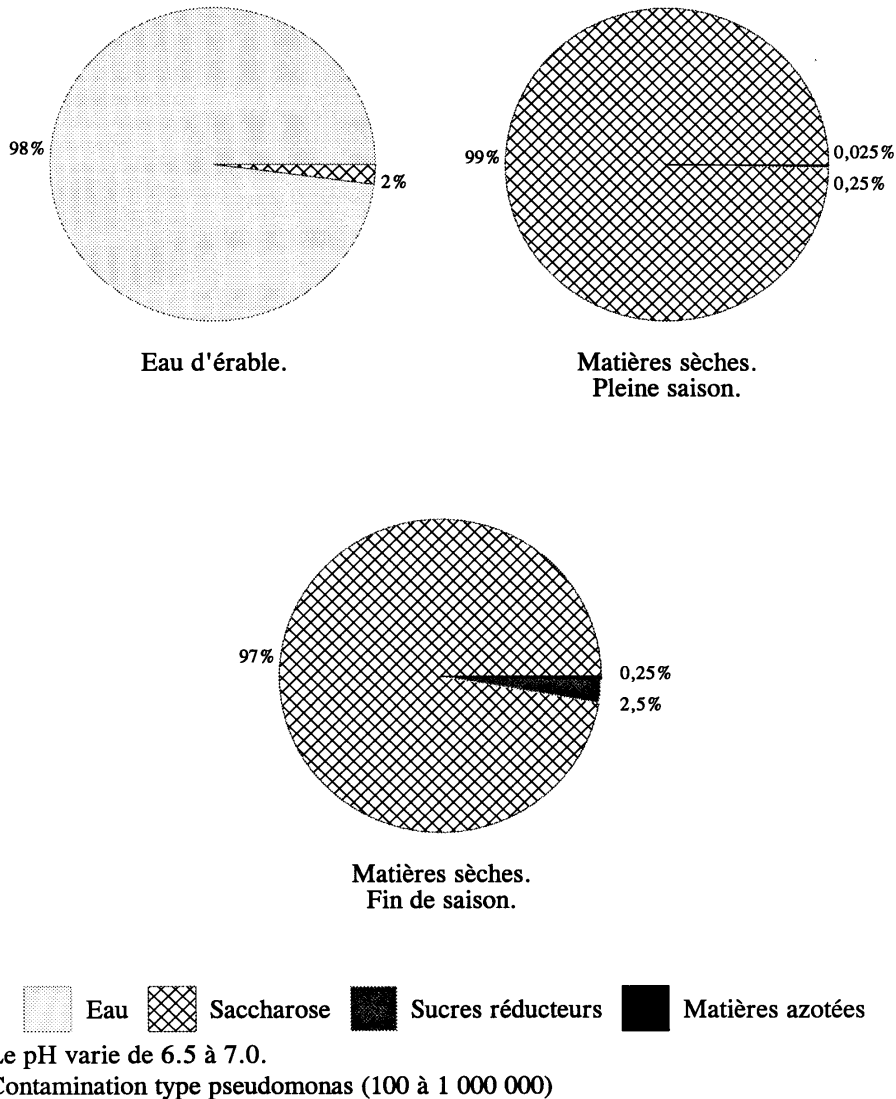 98%
2%
Eau d'érable.
99%
0,025%
0,25%
Matières sèches.
Pleine saison.
97%
0,25%
2,5%
Matières sèches.
Fin de saison.
Eau Saccharose Sucres réducteurs Matières azotées
Le pH varie de 6.5 à 7.0.
Contamination type pseudomonas (100 à 1 000 000)